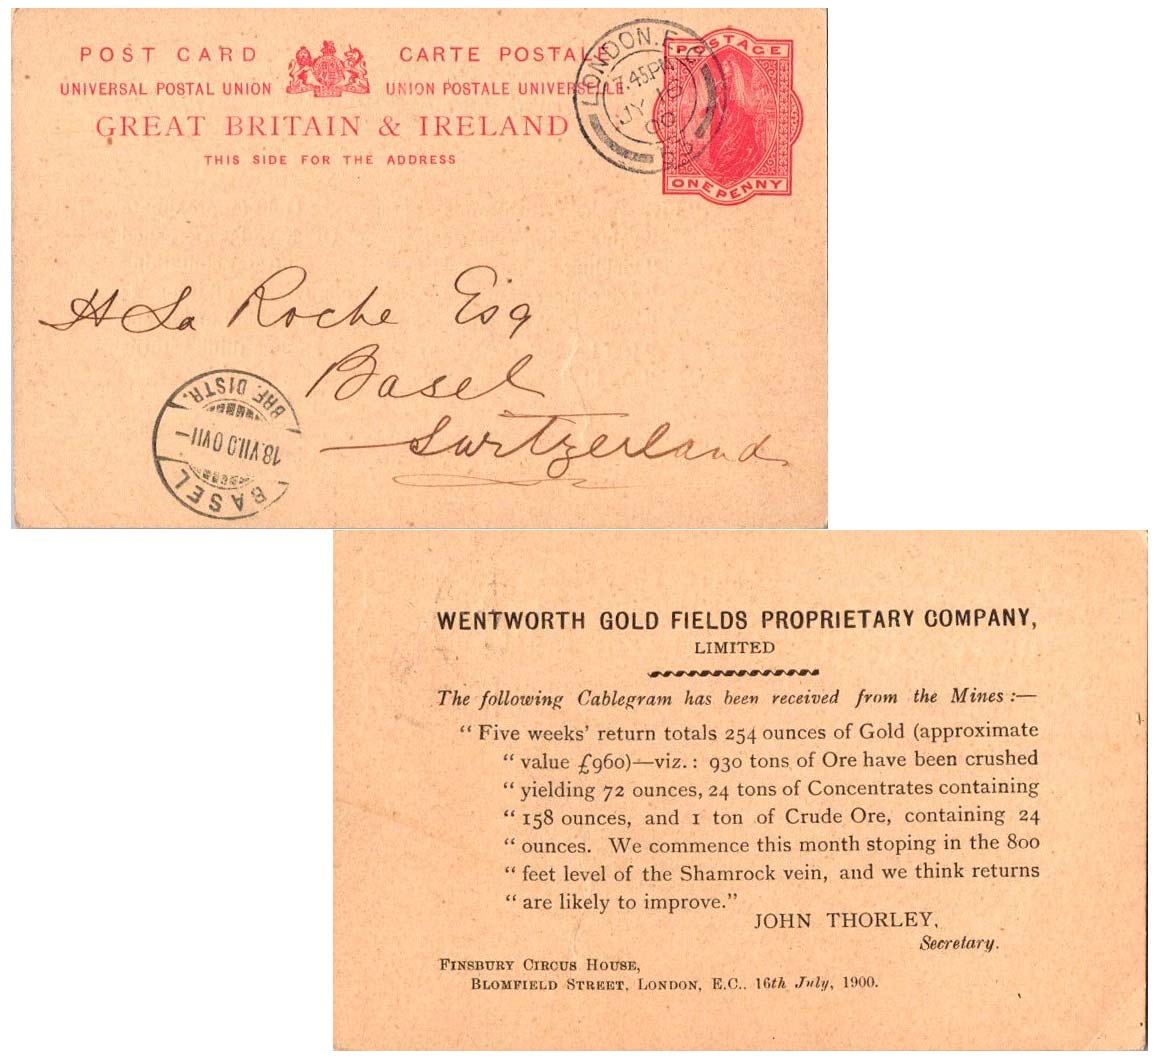 POST CARD CARTE POSTALE
UNIVERSAL POSTAL UNION UNION POSTALE UNIVERSELLE
GREAT BRITAIN & IRELAND
THIS SIDE FOR THE ADDRESS
LONDON. E.C
7.45PM
JY 16
00
POSTAGE
ONE PENNY
H La Roche Esq
Basel
Switzerland
BRF. DISTR.
18.VII.00 VII–
BASEL
WENTWORTH GOLD FIELDS PROPRIETARY COMPANY,
LIMITED
The following Cablegram has been received from the Mines :—
“ Five weeks’ return totals 254 ounces of Gold (approximate
“ value £960)—viz. : 930 tons of Ore have been crushed
“ yielding 72 ounces, 24 tons of Concentrates containing
“ 158 ounces, and 1 ton of Crude Ore, containing 24
“ ounces. We commence this month stoping in the 800
“ feet level of the Shamrock vein, and we think returns
“ are likely to improve.”
JOHN THORLEY,
Secretary.
FINSBURY CIRCUS HOUSE,
BLOMFIELD STREET, LONDON, E.C.. 16th July, 1900.